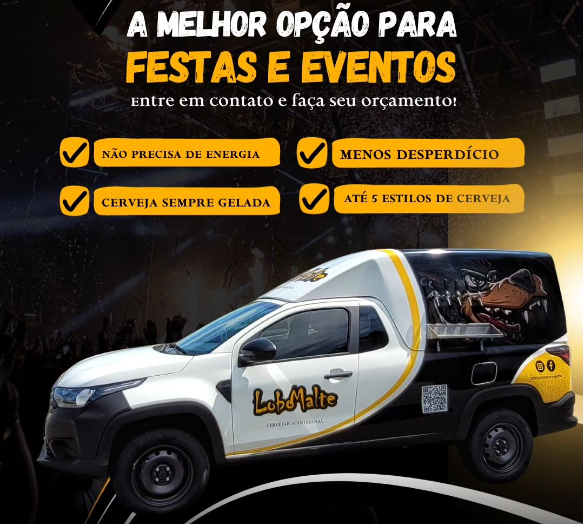 A MELHOR OPÇÃO PARA
FESTAS E EVENTOS
Entre em contato e faça seu orçamento!
NÃO PRECISA DE ENERGIA
MENOS DESPERDÍCIO
CERVEJA SEMPRE GELADA
ATÉ 5 ESTILOS DE CERVEJA
LoboMalte
CERVEJARIA ARTESANAL